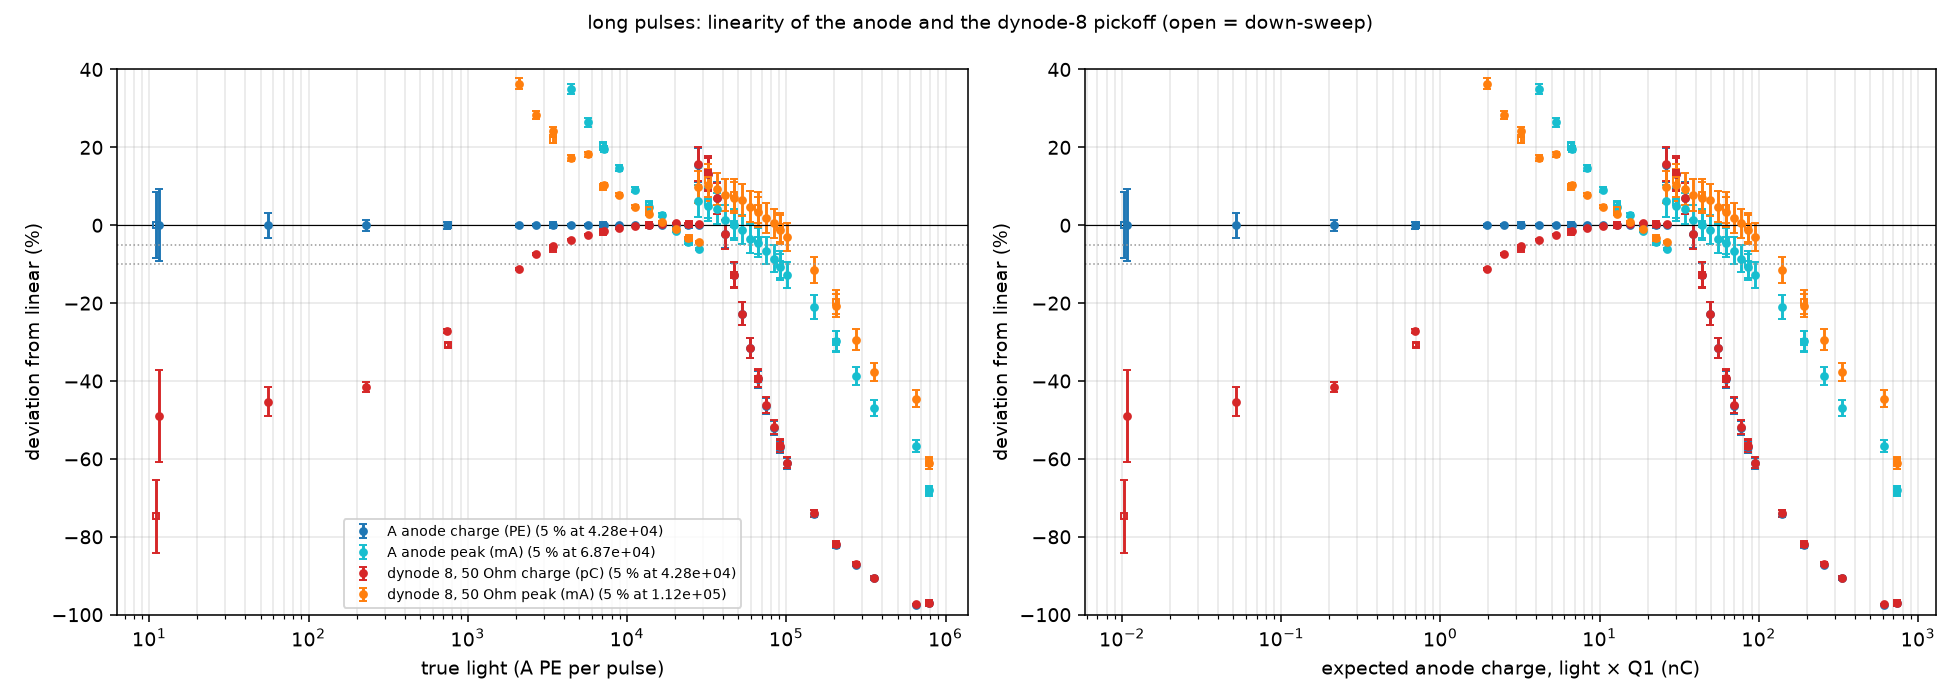 long pulses: linearity of the anode and the dynode-8 pickoff (open = down-sweep)
deviation from linear (%)
40
20
0
−20
−40
−60
−80
−100
A anode charge (PE) (5 % at 4.28e+04)
A anode peak (mA) (5 % at 6.87e+04)
dynode 8, 50 Ohm charge (pC) (5 % at 4.28e+04)
dynode 8, 50 Ohm peak (mA) (5 % at 1.12e+05)
10¹ 10² 10³ 10⁴ 10⁵ 10⁶
true light (A PE per pulse)
deviation from linear (%)
40
20
0
−20
−40
−60
−80
−100
10⁻² 10⁻¹ 10⁰ 10¹ 10² 10³
expected anode charge, light × Q1 (nC)